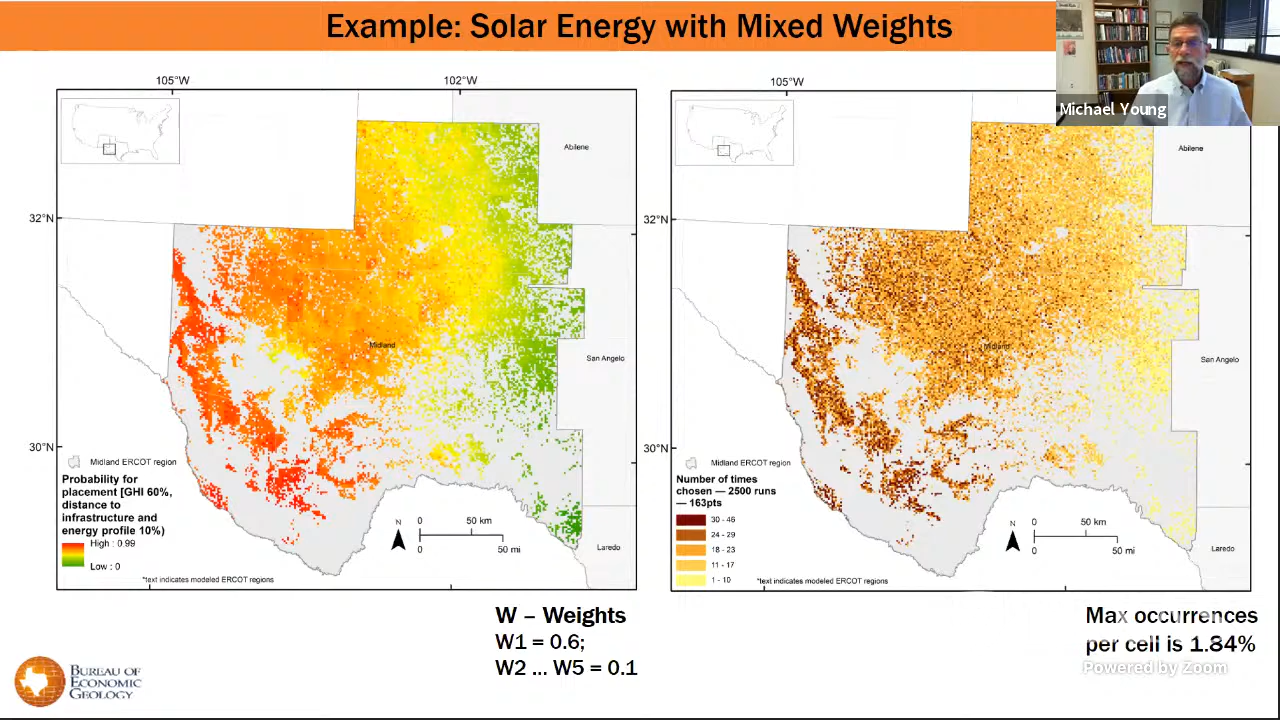 Example: Solar Energy with Mixed Weights
Michael Young
105°W
102°W
Abilene
32°N
Midland
San Angelo
30°N
Midland ERCOT region
Probability for
placement [GHI 60%,
distance to
infrastructure and
energy profile 10%)
High : 0.99
Low : 0
N
0 50 km
0 50 mi
Laredo
*text indicates modeled ERCOT regions
105°W
Abilene
32°N
Midland
San Angelo
30°N
Midland ERCOT region
Number of times
chosen — 2500 runs
— 163pts
30 - 46
24 - 29
18 - 23
11 - 17
1 - 10
N
0 50 km
0 50 mi
Laredo
*text indicates modeled ERCOT regions
W – Weights
W1 = 0.6;
W2 ... W5 = 0.1
Max occurrences
per cell is 1.84%
Powered by Zoom
BUREAU OF
ECONOMIC
GEOLOGY